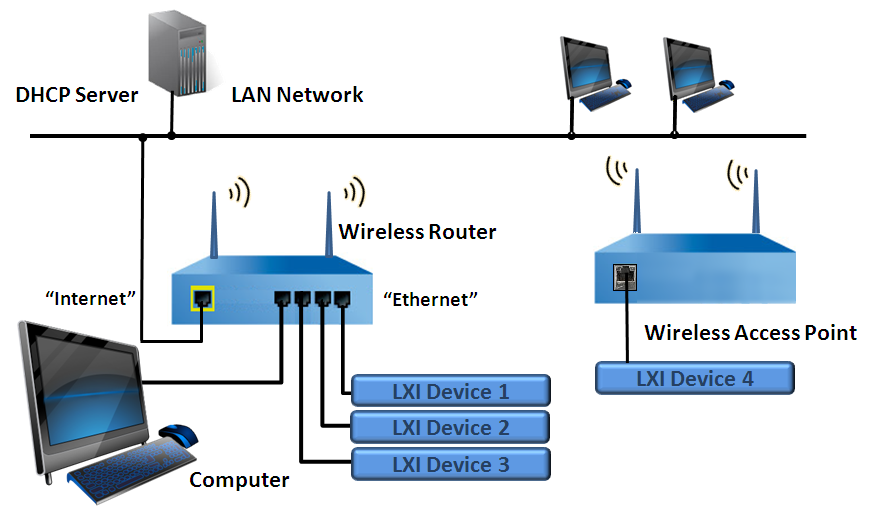 DHCP Server
LAN Network
Wireless Router
“Internet”
“Ethernet”
Wireless Access Point
LXI Device 1
LXI Device 4
LXI Device 2
LXI Device 3
Computer